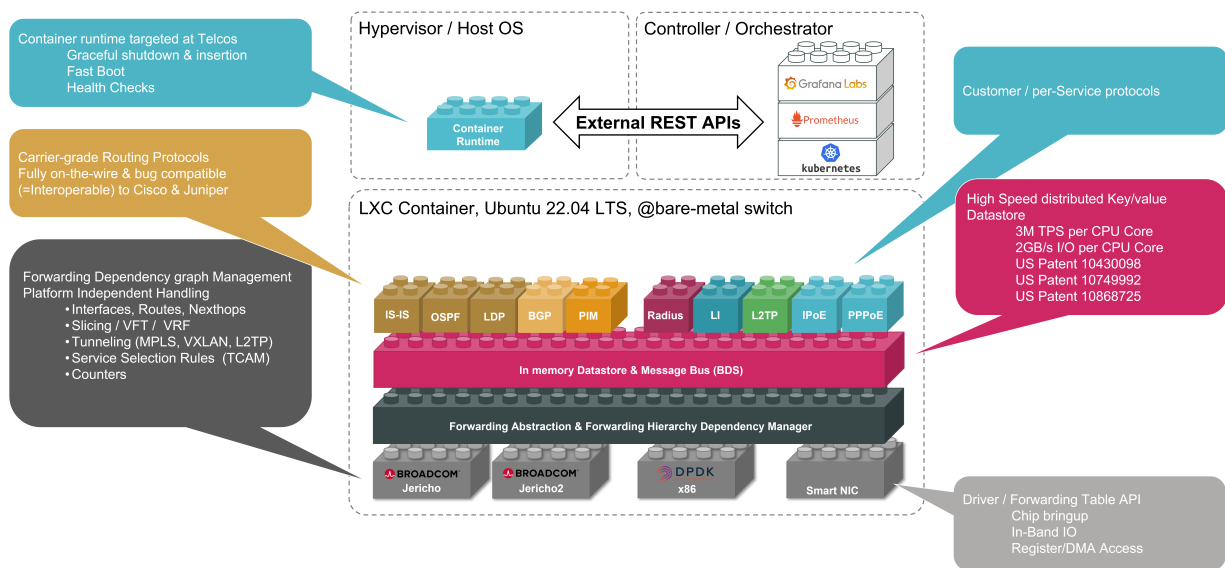 Container runtime targeted at Telcos
Graceful shutdown & insertion
Fast Boot
Health Checks
Hypervisor / Host OS
Container
Runtime
External REST APIs
Controller / Orchestrator
Grafana Labs
Prometheus
kubernetes
Customer / per-Service protocols
Carrier-grade Routing Protocols
Fully on-the-wire & bug compatible
(=Interoperable) to Cisco & Juniper
High Speed distributed Key/value
Datastore
3M TPS per CPU Core
2GB/s I/O per CPU Core
US Patent 10430098
US Patent 10749992
US Patent 10868725
Forwarding Dependency graph Management
Platform Independent Handling
• Interfaces, Routes, Nexthops
• Slicing / VFT / VRF
• Tunneling (MPLS, VXLAN, L2TP)
• Service Selection Rules (TCAM)
• Counters
LXC Container, Ubuntu 22.04 LTS, @bare-metal switch
IS-IS
OSPF
LDP
BGP
PIM
Radius
LI
L2TP
IPoE
PPPoE
In memory Datastore & Message Bus (BDS)
Forwarding Abstraction & Forwarding Hierarchy Dependency Manager
BROADCOM
Jericho
BROADCOM
Jericho2
DPDK
x86
Smart NIC
Driver / Forwarding Table API
Chip bringup
In-Band IO
Register/DMA Access